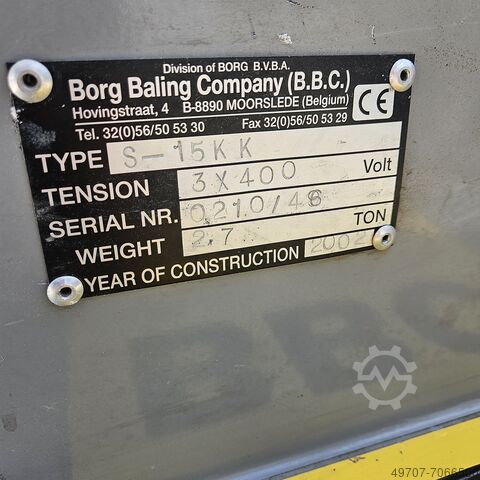 Division of BORG B.V.B.A.
Borg Baling Company (B.B.C.)
Hovingstraat, 4 B-8890 MOORSLEDE (Belgium)
Tel. 32(0)56/50 53 30 Fax 32(0)56/50 53 29
CE
TYPE S-15KK
TENSION 3X400 Volt
SERIAL NR. 0210/48
WEIGHT 2.7 TON
YEAR OF CONSTRUCTION 2002